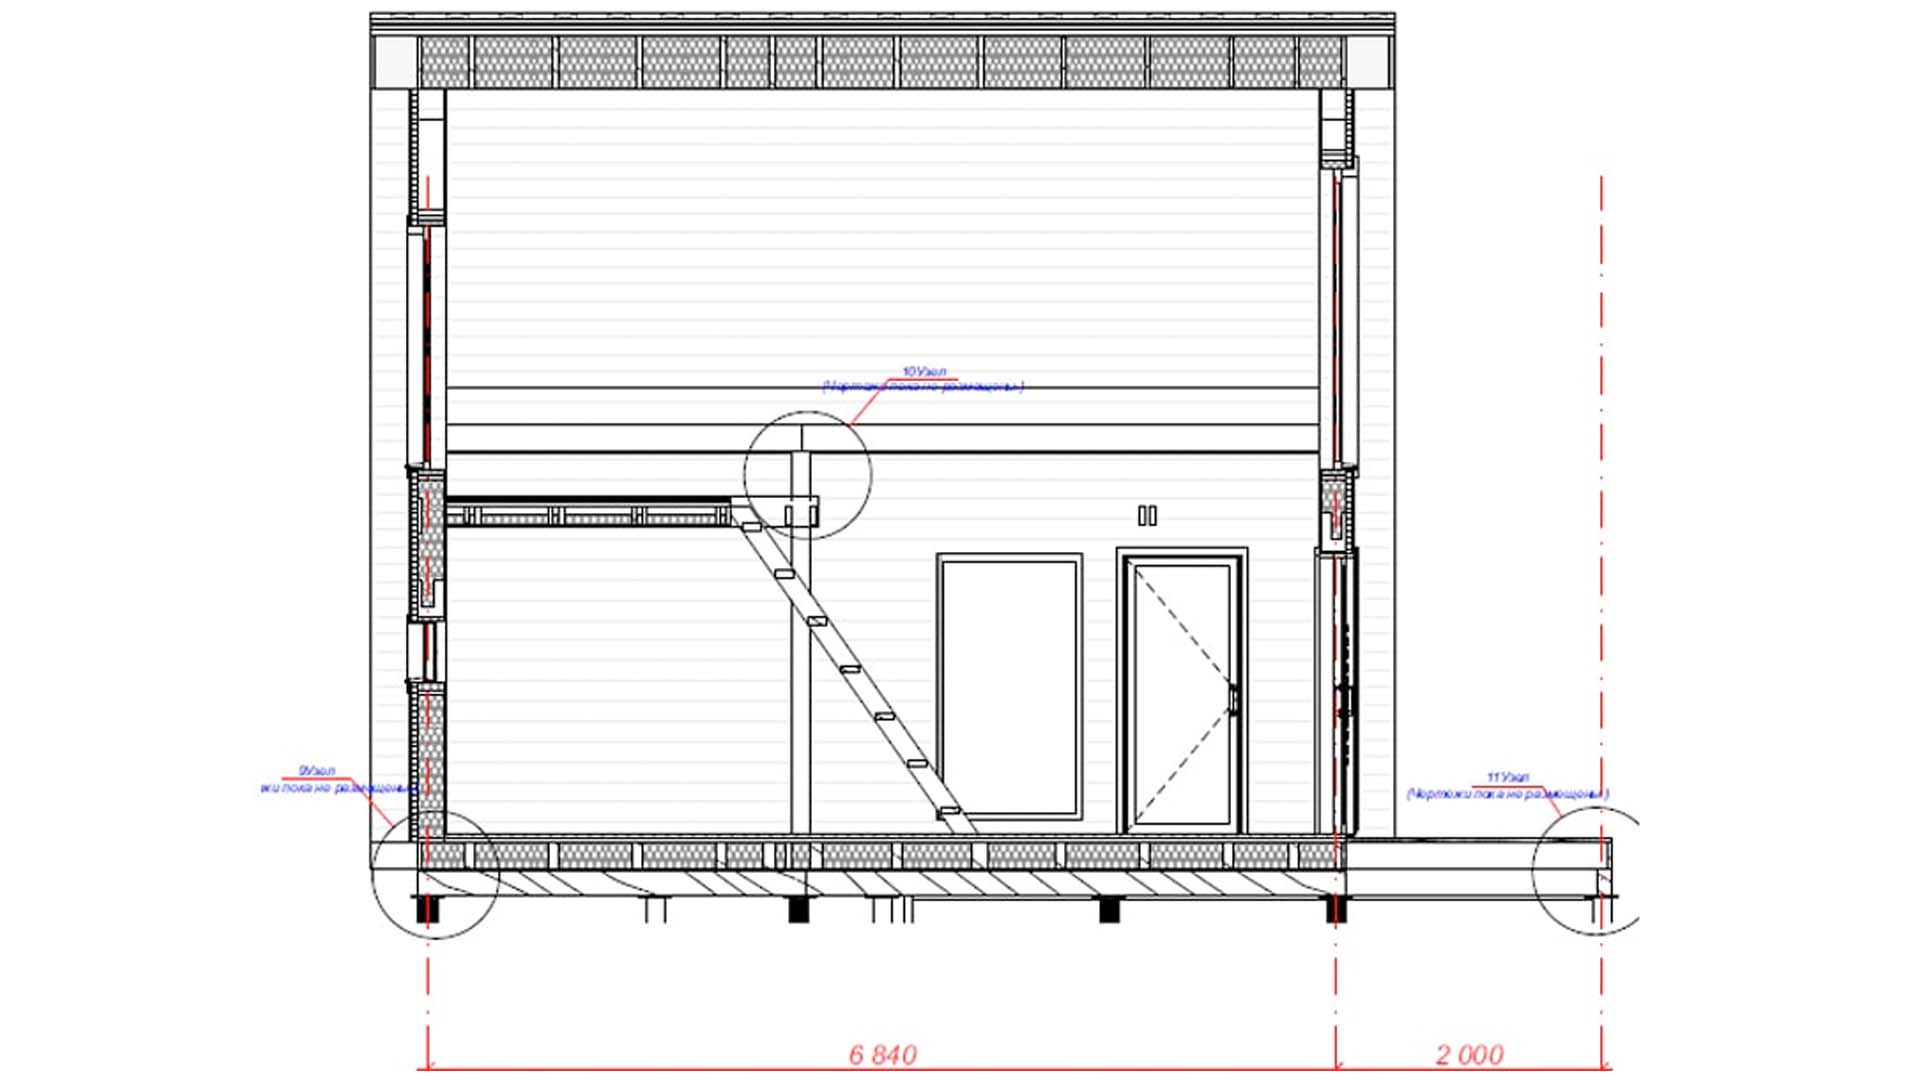 10Узел
(Чертежи пока не размещены)
9Узел
жи пока не размещены)
11Узел
(Чертежи пока не размещены)
6 840
2 000